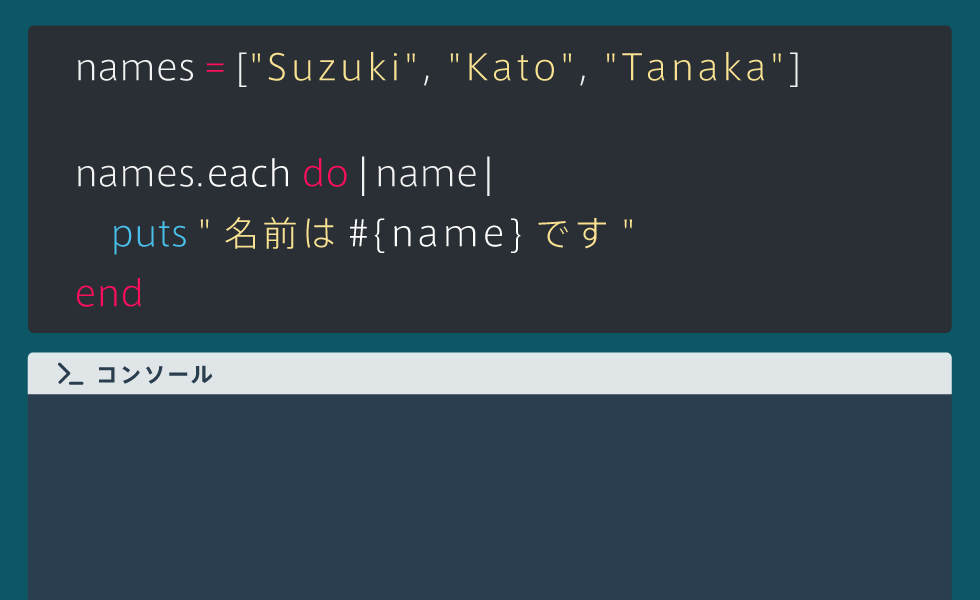 names = ["Suzuki", "Kato", "Tanaka"]
names.each do |name|
puts "名前は #{name} です"
end
>_ コンソール